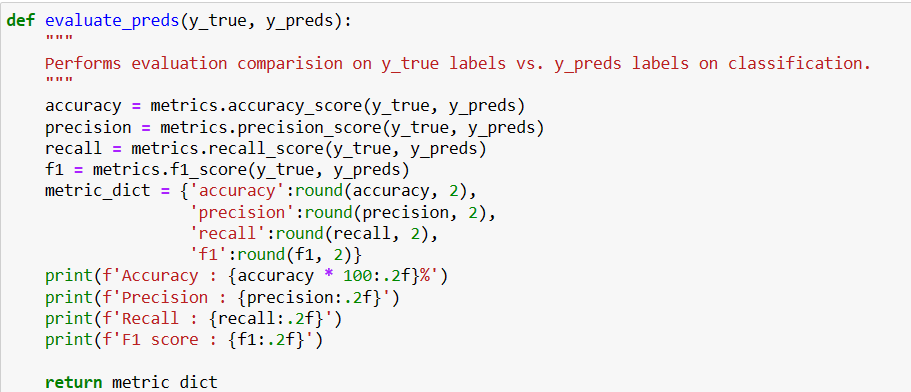 def evaluate_preds(y_true, y_preds):
    """
    Performs evaluation comparision on y_true labels vs. y_preds labels on classification.
    """
    accuracy = metrics.accuracy_score(y_true, y_preds)
    precision = metrics.precision_score(y_true, y_preds)
    recall = metrics.recall_score(y_true, y_preds)
    f1 = metrics.f1_score(y_true, y_preds)
    metric_dict = {'accuracy':round(accuracy, 2),
                   'precision':round(precision, 2),
                   'recall':round(recall, 2),
                   'f1':round(f1, 2)}
    print(f'Accuracy : {accuracy * 100:.2f}%')
    print(f'Precision : {precision:.2f}')
    print(f'Recall : {recall:.2f}')
    print(f'F1 score : {f1:.2f}')
    return metric dict